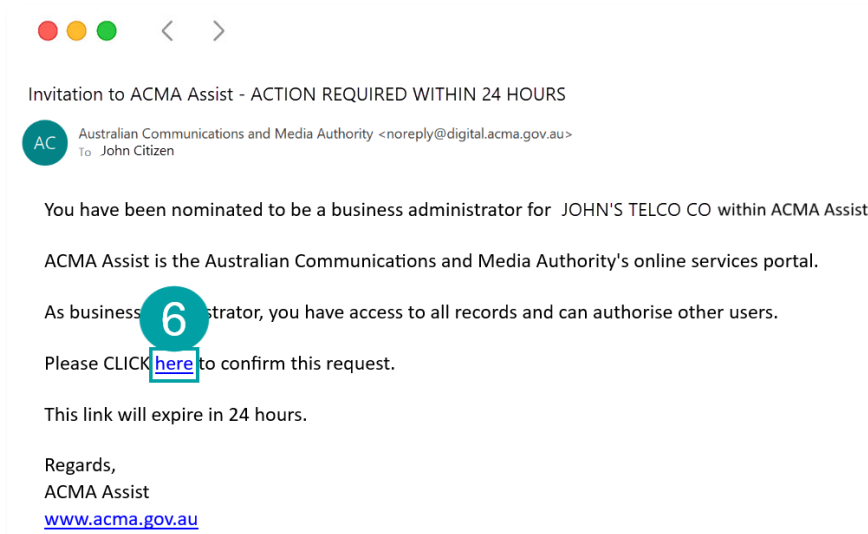 Invitation to ACMA Assist - ACTION REQUIRED WITHIN 24 HOURS
AC
Australian Communications and Media Authority <noreply@digital.acma.gov.au>
To John Citizen
You have been nominated to be a business administrator for JOHN'S TELCO CO within ACMA Assist
ACMA Assist is the Australian Communications and Media Authority's online services portal.
As business 6 strator, you have access to all records and can authorise other users.
Please CLICK here to confirm this request.
This link will expire in 24 hours.
Regards,
ACMA Assist
www.acma.gov.au